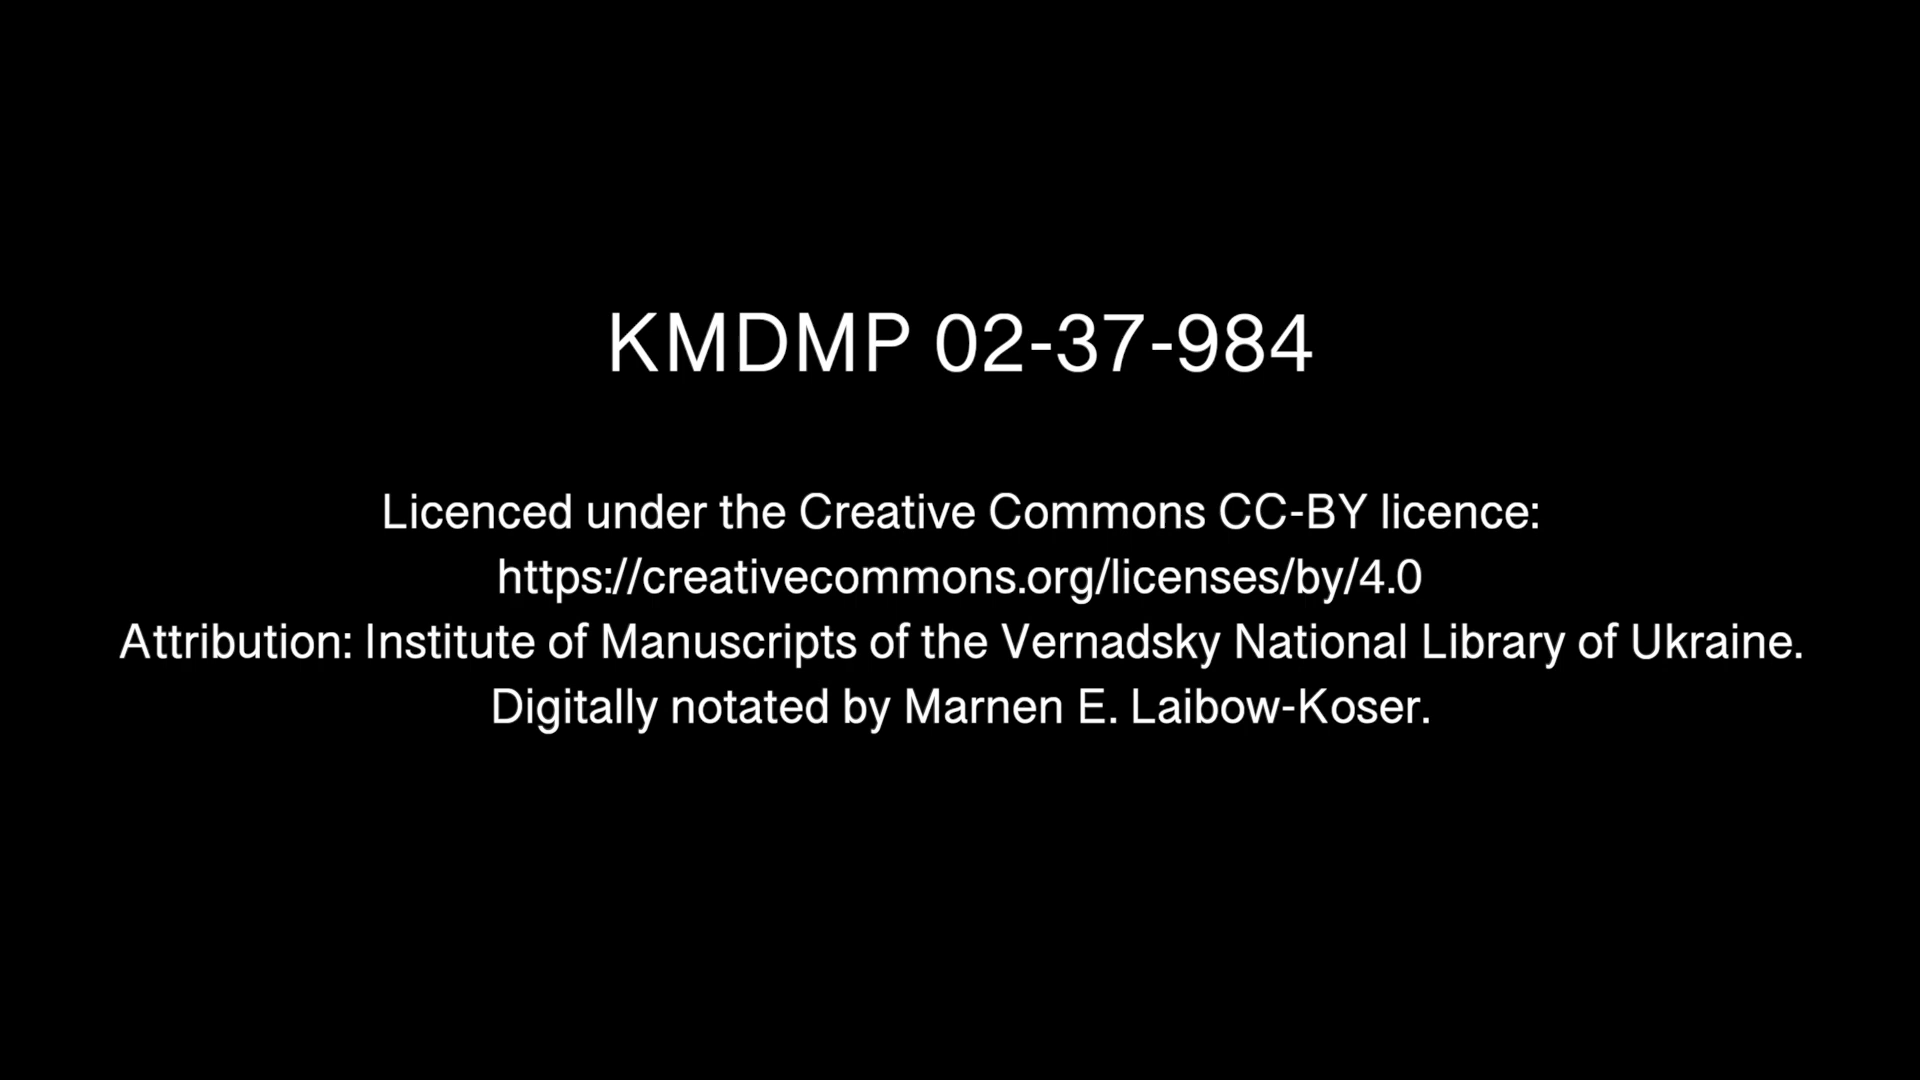 KMDMP 02-37-984
Licenced under the Creative Commons CC-BY licence:
https://creativecommons.org/licenses/by/4.0
Attribution: Institute of Manuscripts of the Vernadsky National Library of Ukraine.
Digitally notated by Marnen E. Laibow-Koser.